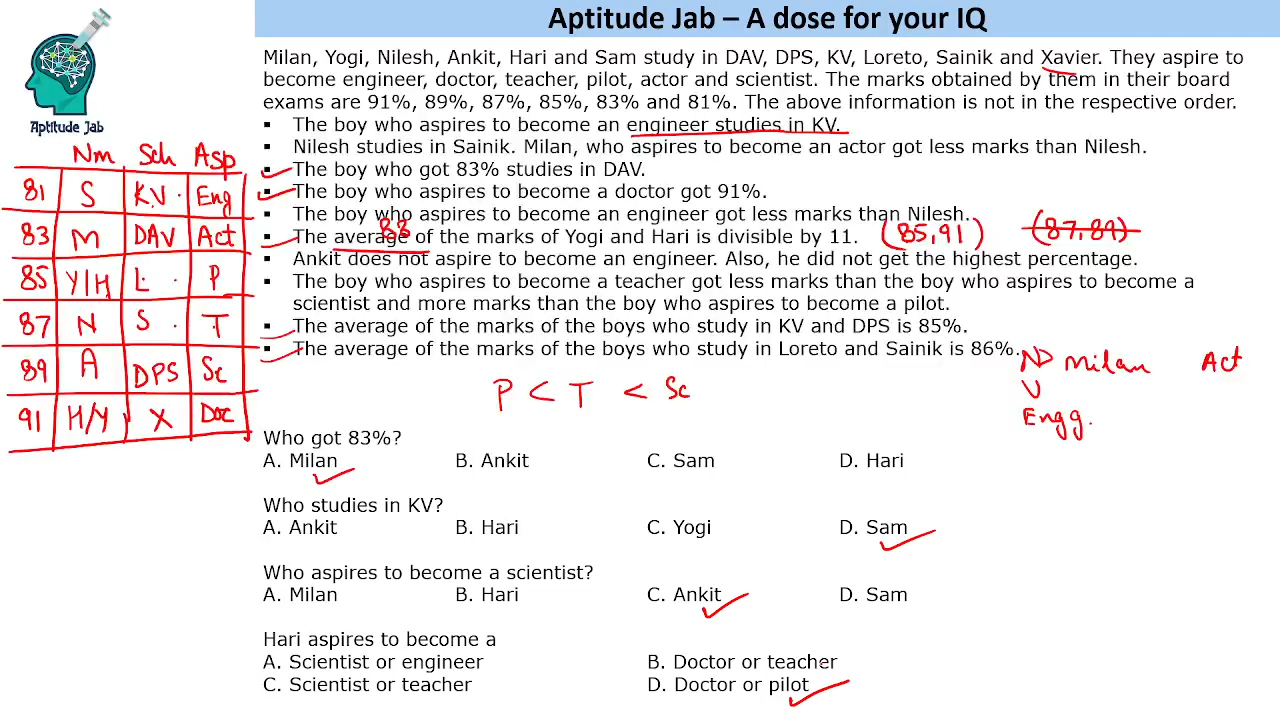 Aptitude Jab – A dose for your IQ
Aptitude Jab
Milan, Yogi, Nilesh, Ankit, Hari and Sam study in DAV, DPS, KV, Loreto, Sainik and Xavier. They aspire to
become engineer, doctor, teacher, pilot, actor and scientist. The marks obtained by them in their board
exams are 91%, 89%, 87%, 85%, 83% and 81%. The above information is not in the respective order.
▪ The boy who aspires to become an engineer studies in KV.
▪ Nilesh studies in Sainik. Milan, who aspires to become an actor got less marks than Nilesh.
▪ The boy who got 83% studies in DAV.
▪ The boy who aspires to become a doctor got 91%.
▪ The boy who aspires to become an engineer got less marks than Nilesh.
88
▪ The average of the marks of Yogi and Hari is divisible by 11. (85,91) (87,89)
▪ Ankit does not aspire to become an engineer. Also, he did not get the highest percentage.
▪ The boy who aspires to become a teacher got less marks than the boy who aspires to become a
scientist and more marks than the boy who aspires to become a pilot.
▪ The average of the marks of the boys who study in KV and DPS is 85%.
▪ The average of the marks of the boys who study in Loreto and Sainik is 86%.
Nm Sch Asp
81 S KV Eng
83 M DAV Act
85 Y/H L P
87 N S T
89 A DPS Sc
91 H/Y X Doc
N > Milan Act
V
Engg.
P < T < Sc
Who got 83%?
A. Milan B. Ankit C. Sam D. Hari
Who studies in KV?
A. Ankit B. Hari C. Yogi D. Sam
Who aspires to become a scientist?
A. Milan B. Hari C. Ankit D. Sam
Hari aspires to become a
A. Scientist or engineer B. Doctor or teacher
C. Scientist or teacher D. Doctor or pilot